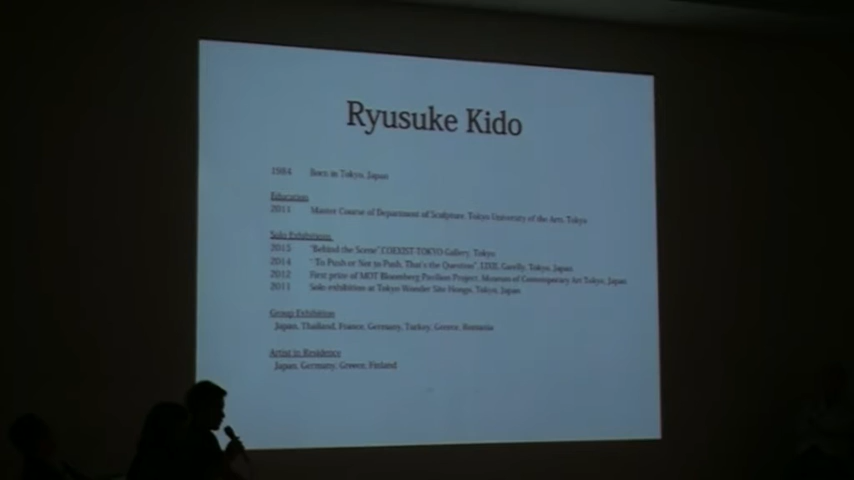 Ryusuke Kido
1984 Born in Tokyo, Japan
Education
2011 Master Course of Department of Sculpture, Tokyo University of the Arts, Tokyo
Solo Exhibitions
2015 "Behind the Scene" COEXIST-TOKYO Gallery, Tokyo
2014 "To Push or Not to Push, That's the Question", Tokyo, Japan
2012 First prize of MOT Bloomberg Pavilion Project, Museum of Contemporary Art Tokyo, Japan
2011 Solo exhibition at Tokyo Wonder Site Hongo, Tokyo, Japan
Group Exhibition
Japan, Thailand, France, Germany, Turkey, Greece, Romania
Artist in Residence
Japan, Germany, Greece, Finland